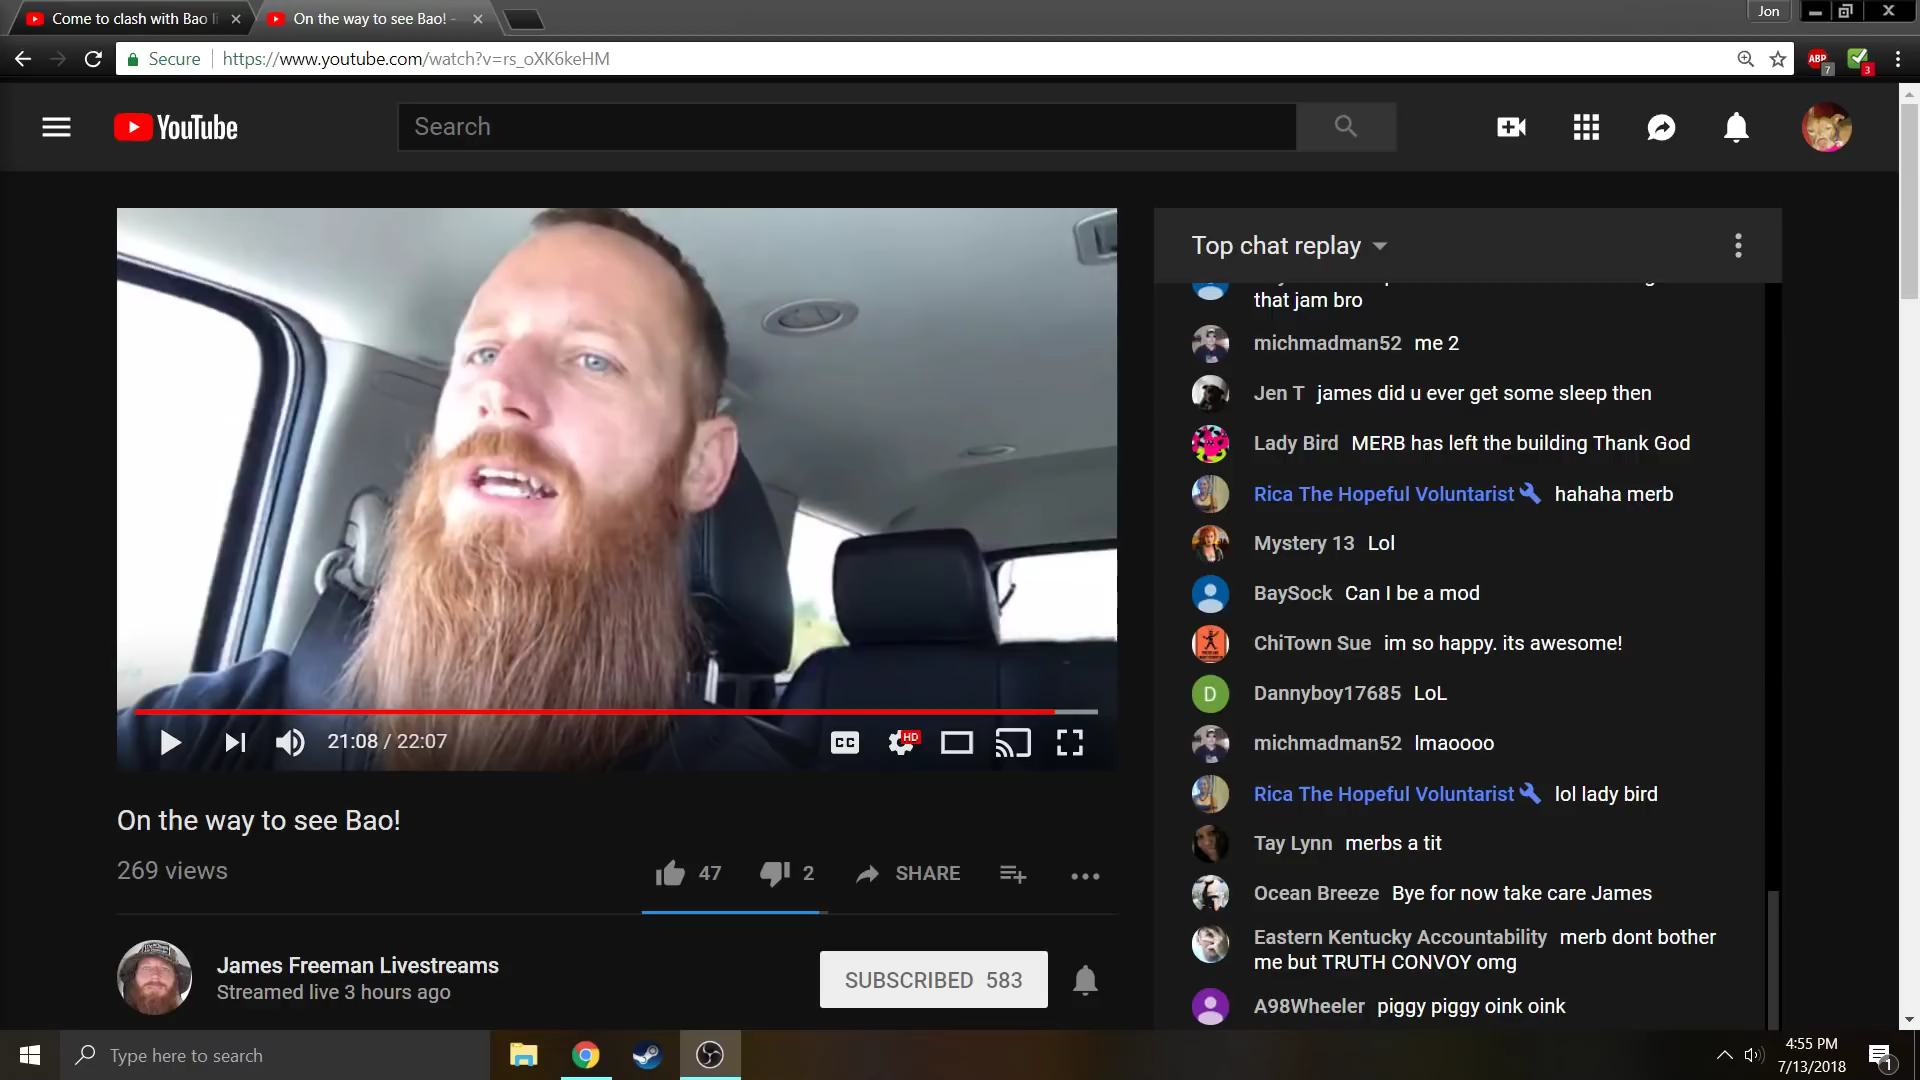 Come to clash with Bao li
On the way to see Bao! -
Jon
Secure
https://www.youtube.com/watch?v=rs_oXK6keHM
ABP
7
3
YouTube
Search
Top chat replay
that jam bro
michmadman52 me 2
Jen T james did u ever get some sleep then
Lady Bird MERB has left the building Thank God
Rica The Hopeful Voluntarist hahaha merb
Mystery 13 Lol
BaySock Can I be a mod
ChiTown Sue im so happy. its awesome!
D
Dannyboy17685 LoL
michmadman52 lmaoooo
Rica The Hopeful Voluntarist lol lady bird
Tay Lynn merbs a tit
Ocean Breeze Bye for now take care James
Eastern Kentucky Accountability merb dont bother
me but TRUTH CONVOY omg
A98Wheeler piggy piggy oink oink
21:08 / 22:07
CC
HD
On the way to see Bao!
269 views
47
2
SHARE
James Freeman Livestreams
Streamed live 3 hours ago
SUBSCRIBED 583
Type here to search
4:55 PM
7/13/2018
1